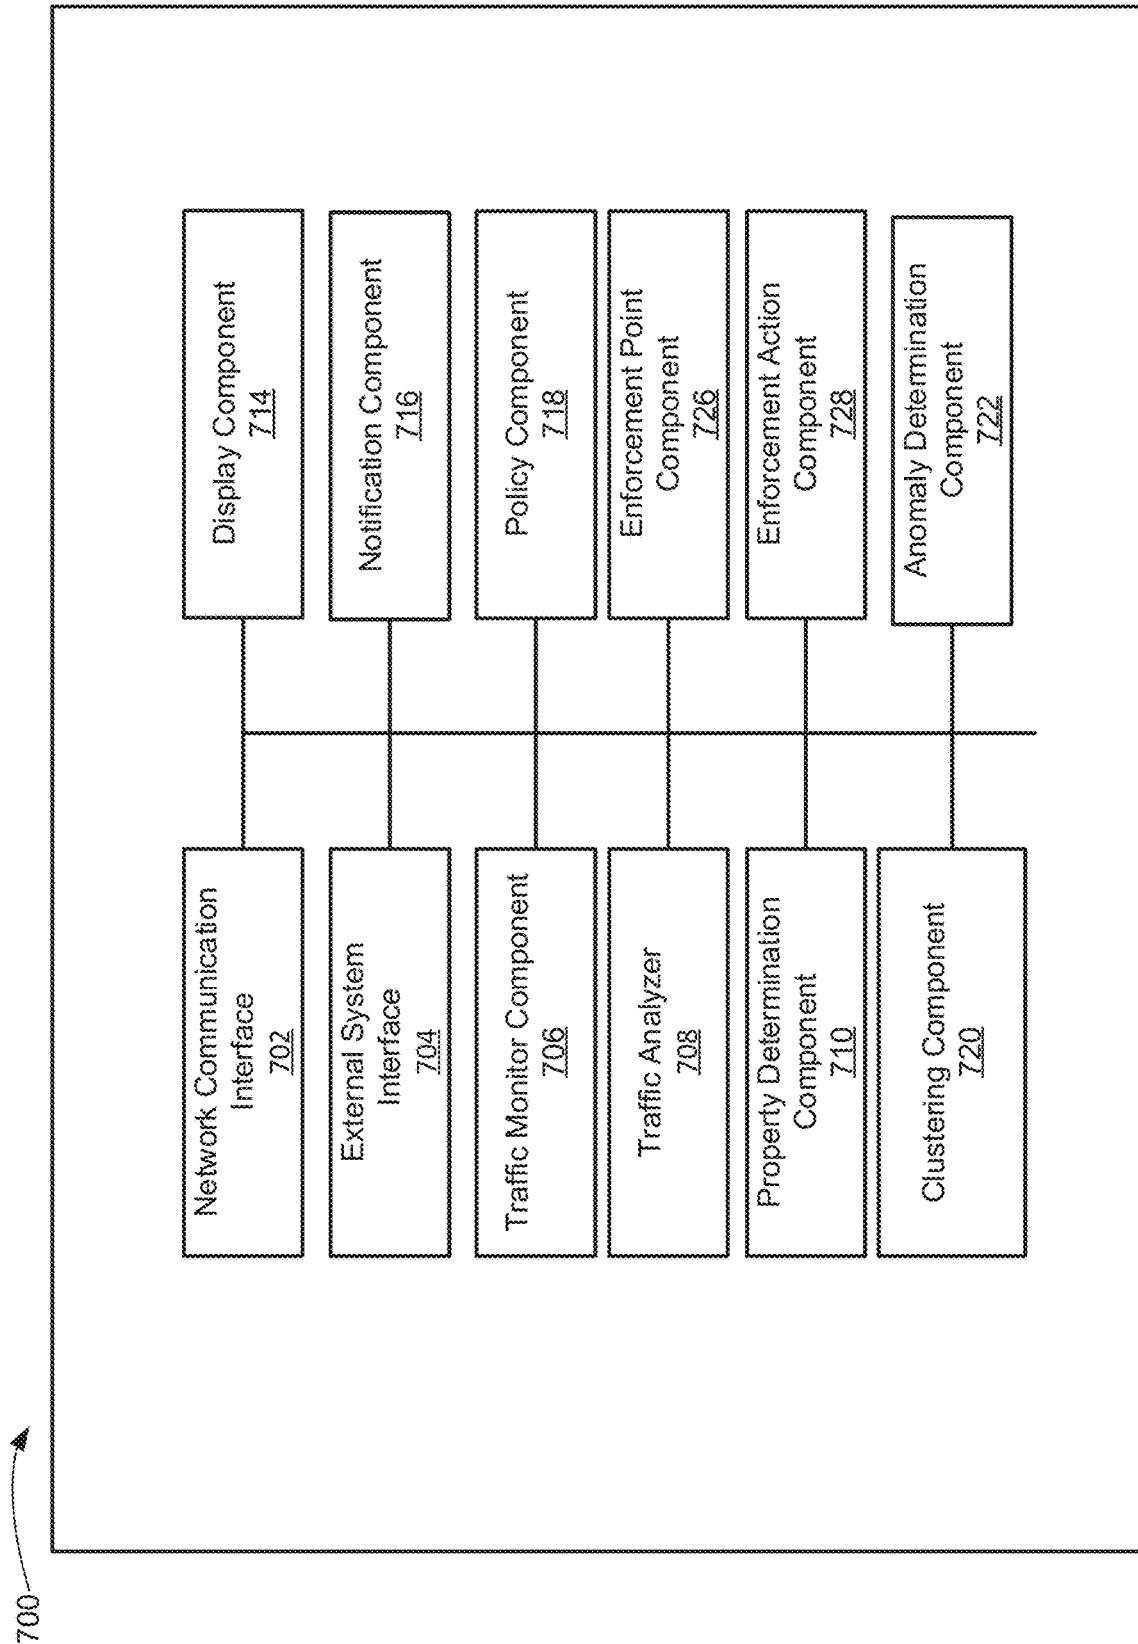 700
Network Communication
Interface
702
External System
Interface
704
Traffic Monitor Component
706
Traffic Analyzer
708
Property Determination
Component
710
Clustering Component
720
Display Component
714
Notification Component
716
Policy Component
718
Enforcement Point
Component
726
Enforcement Action
Component
728
Anomaly Determination
Component
722